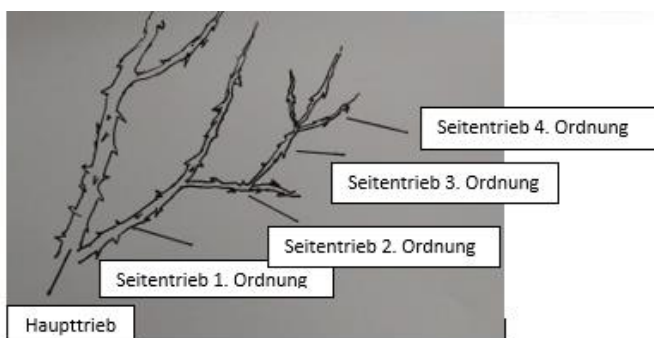 Seitentrieb 4. Ordnung
Seitentrieb 3. Ordnung
Seitentrieb 2. Ordnung
Seitentrieb 1. Ordnung
Haupttrieb